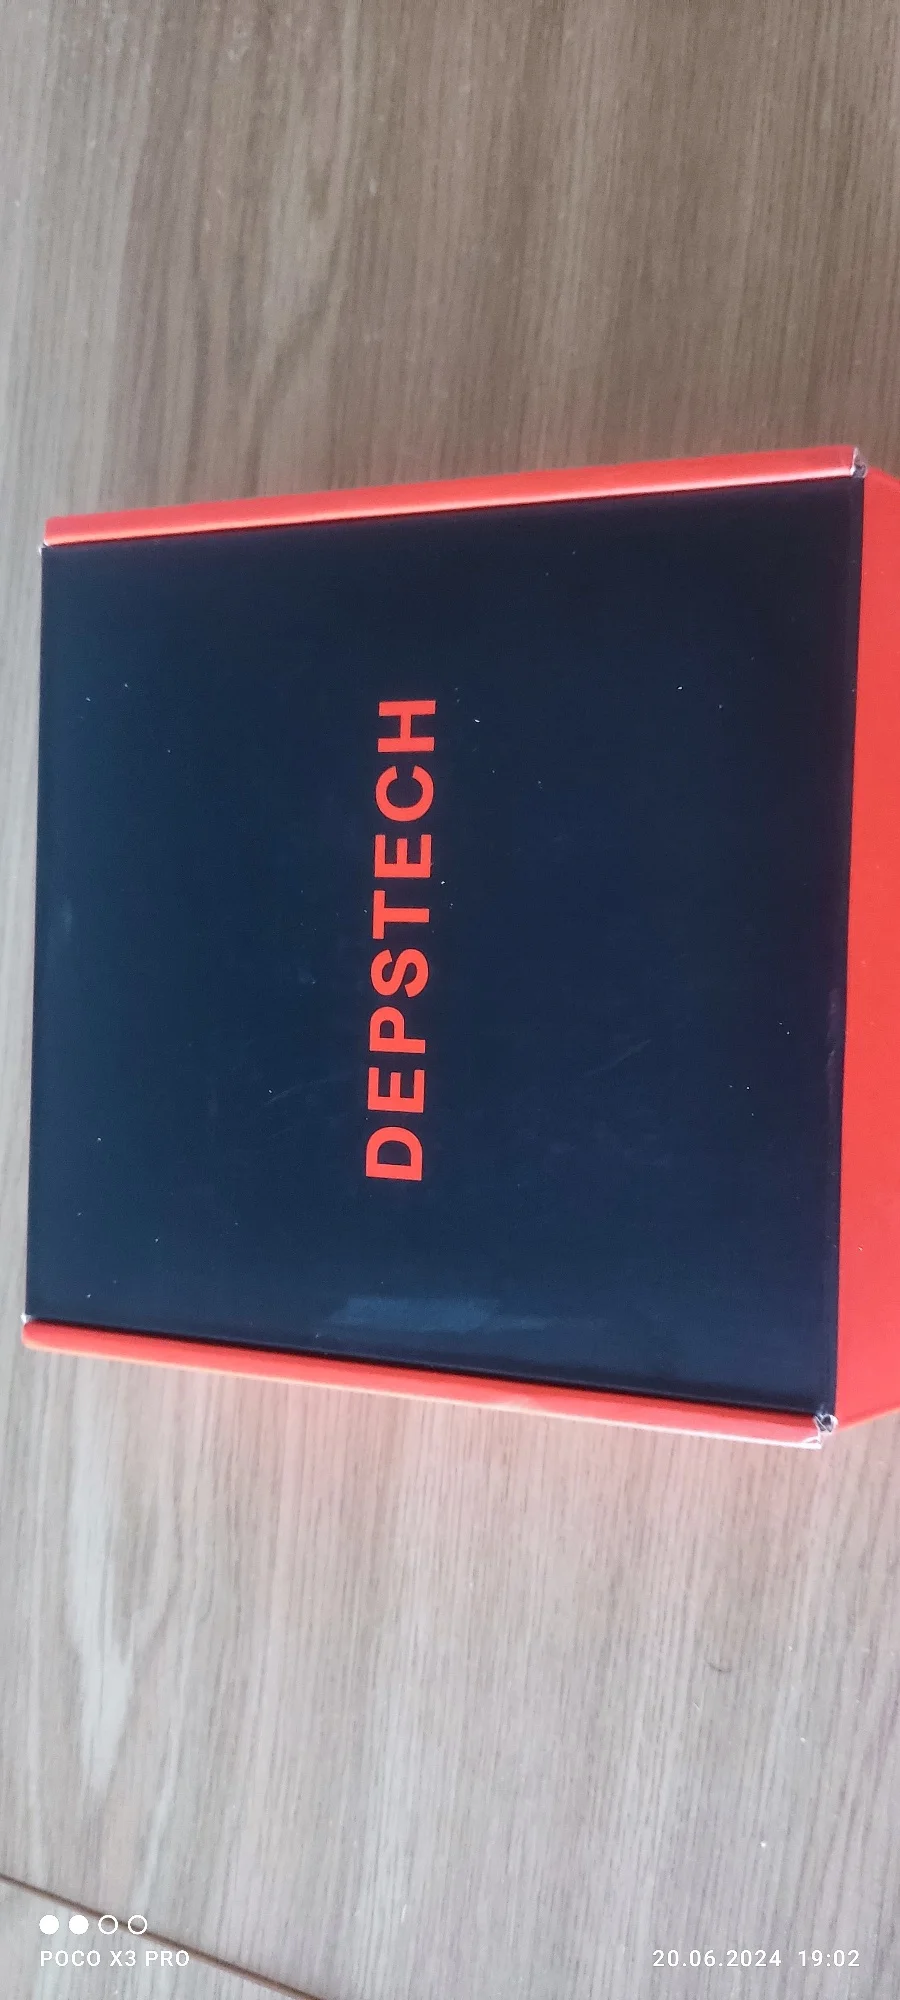 DEPSTECH
POCO X3 PRO
20.06.2024 19:02